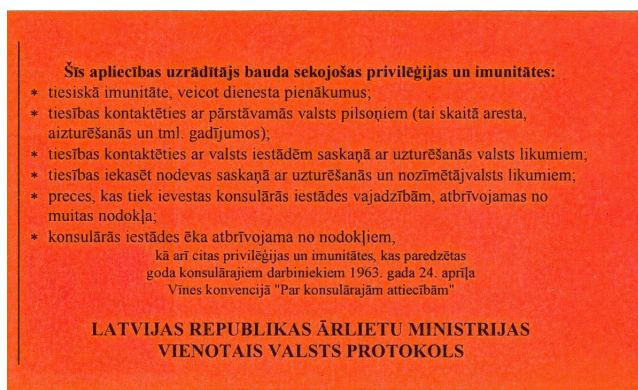 Šīs apliecības uzrādītājs bauda sekojošas privilēģijas un imunitātes:
* tiesiskā imunitāte, veicot dienesta pienākumus;
* tiesības kontaktēties ar pārstāvamās valsts pilsoņiem (tai skaitā aresta,
aizturēšanās un tml. gadījumos);
* tiesības kontaktēties ar valsts iestādēm saskaņā ar uzturēšanās valsts likumiem;
* tiesības iekasēt nodevas saskaņā ar uzturēšanās un nozīmētājvalsts likumiem;
* preces, kas tiek ievestas konsulārās iestādes vajadzībām, atbrīvojamas no
muitas nodokļa;
* konsulārās iestādes ēka atbrīvojama no nodokļiem,
kā arī citas privilēģijas un imunitātes, kas paredzētas
goda konsulārajiem darbiniekiem 1963. gada 24. aprīļa
Vīnes konvencijā "Par konsulārajām attiecībām"
LATVIJAS REPUBLIKAS ĀRLIETU MINISTRIJAS
VIENOTAIS VALSTS PROTOKOLS